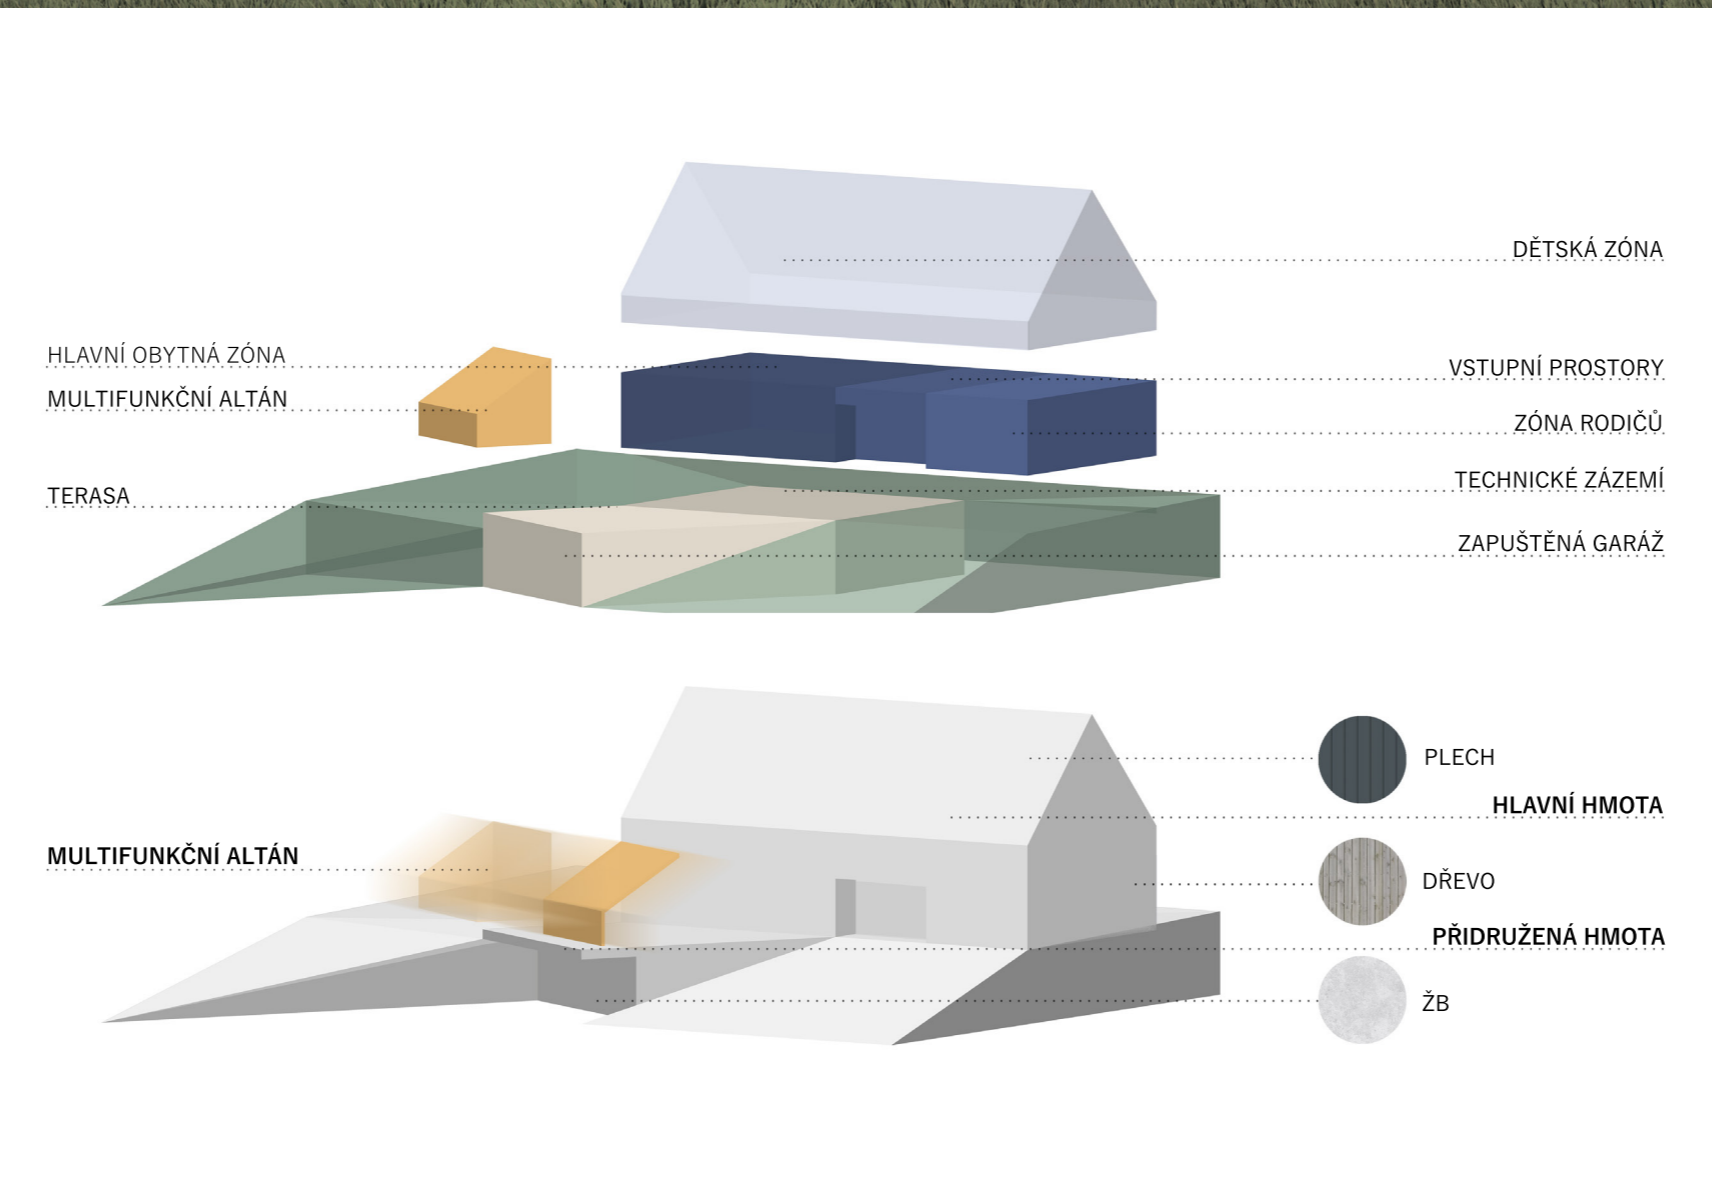 DĚTSKÁ ZÓNA
HLAVNÍ OBYTNÁ ZÓNA
VSTUPNÍ PROSTORY
MULTIFUNKČNÍ ALTÁN
ZÓNA RODIČŮ
TECHNICKÉ ZÁZEMÍ
TERASA
ZAPUŠTĚNÁ GARÁŽ
PLECH
HLAVNÍ HMOTA
MULTIFUNKČNÍ ALTÁN
DŘEVO
PŘIDRUŽENÁ HMOTA
ŽB